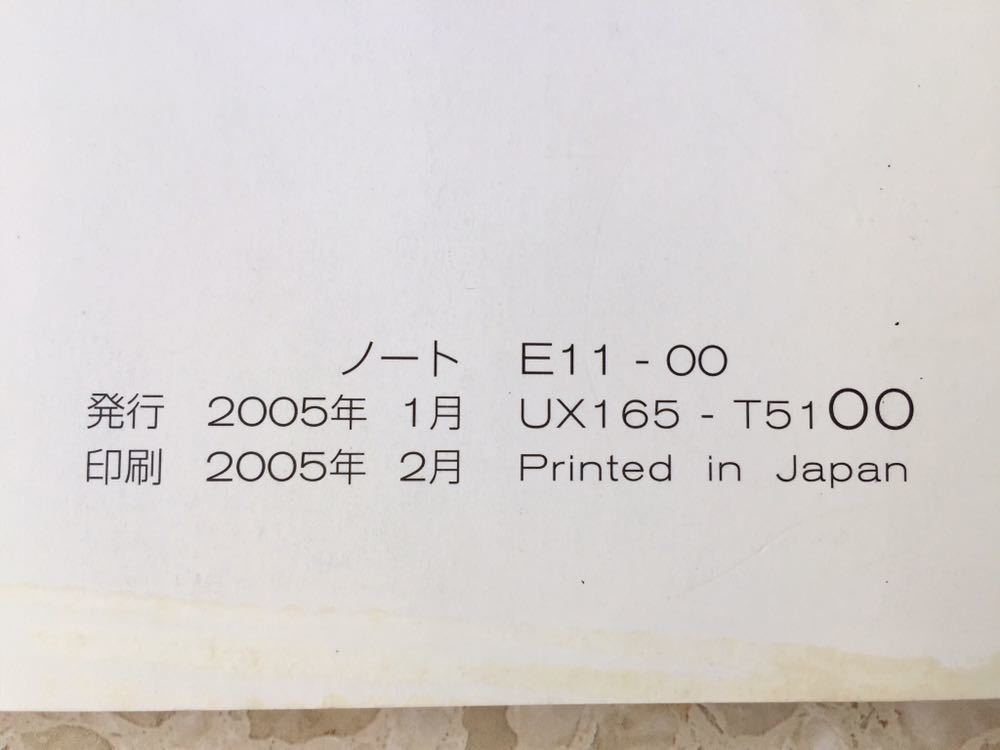 ノート E11 - 00
発行 2005年 1月 UX165 - T5100
印刷 2005年 2月 Printed in Japan